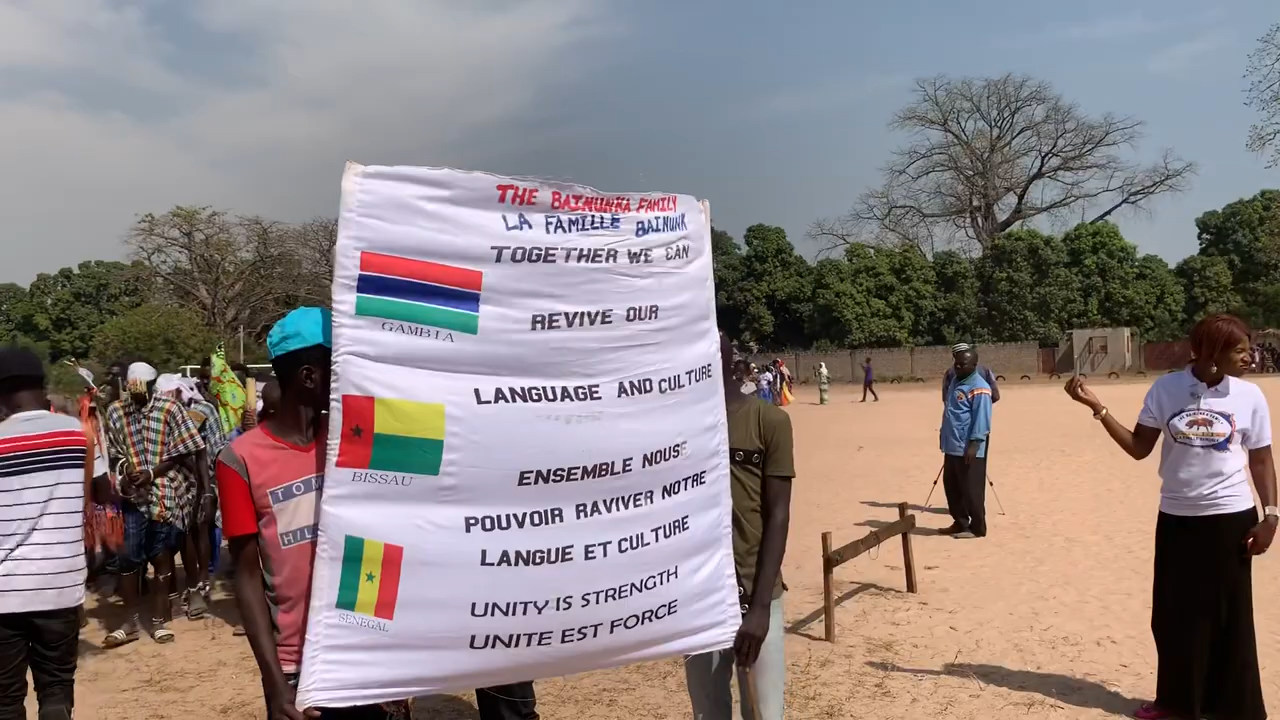 THE BAINUNKA FAMILY
LA FAMILLE BAINUNK
TOGETHER WE CAN
GAMBIA
REVIVE OUR
LANGUAGE AND CULTURE
BISSAU
ENSEMBLE NOUS
POUVOIR RAVIVER NOTRE
LANGUE ET CULTURE
SENEGAL
UNITY IS STRENGTH
UNITE EST FORCE
TOM
HIL